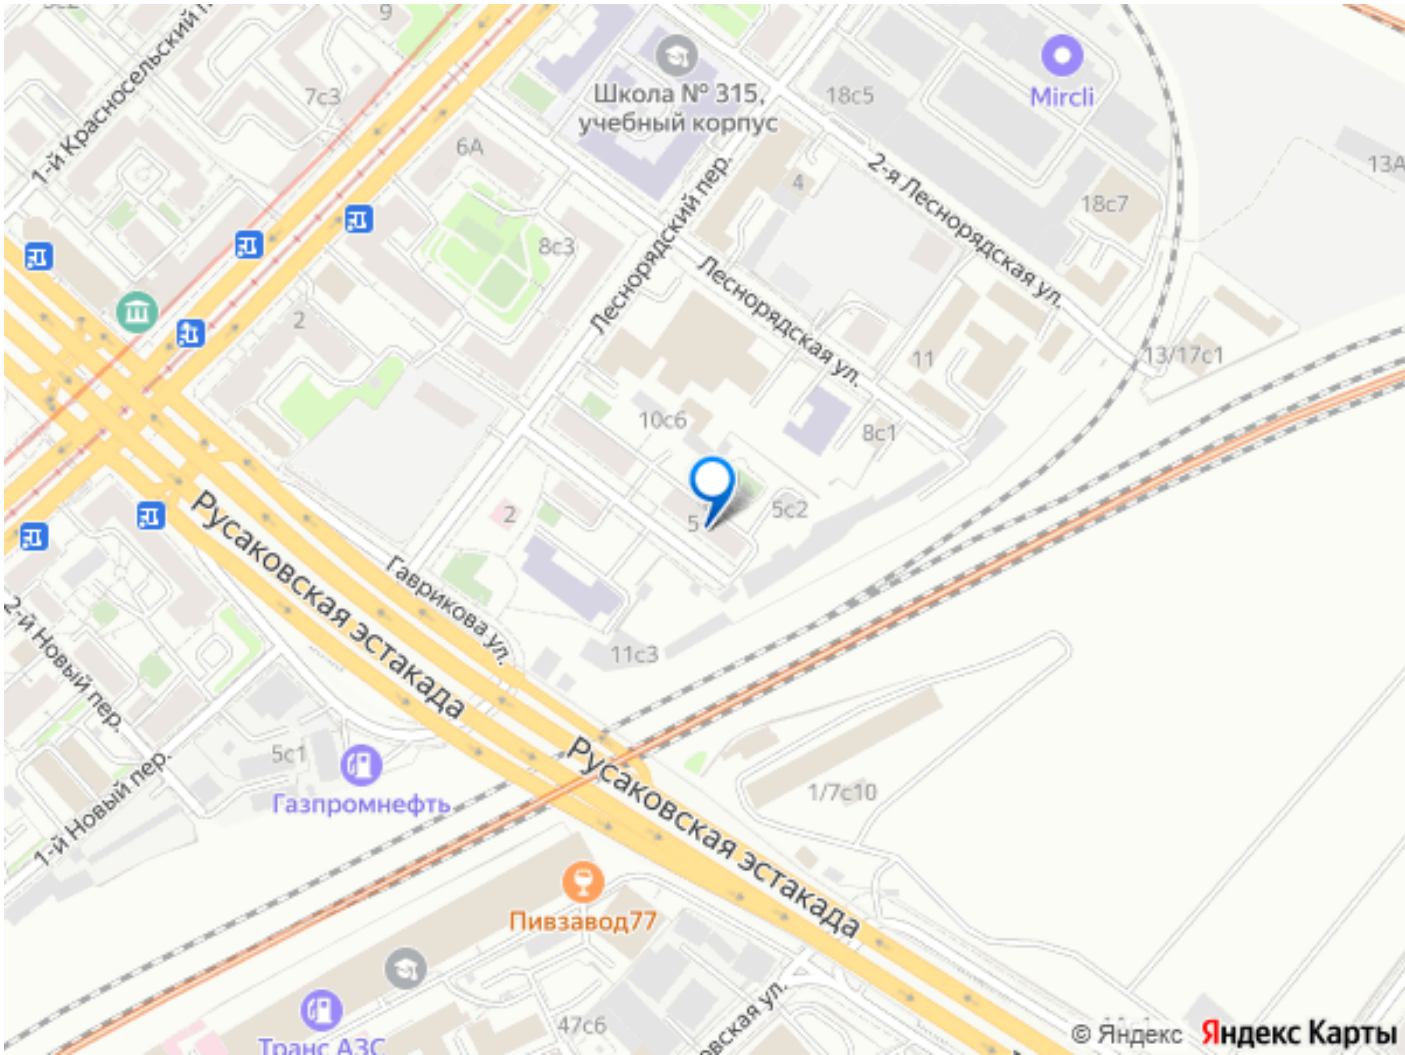 9
1-й Красносельский п
7с3
6А
Школа № 315,
учебный корпус
18с5
Mircli
13А
2-я Леснорядская ул.
18с7
4
Леснорядский пер.
8с3
Леснорядская ул.
2
11
13/17с1
10с6
8с1
5
5с2
2
Русаковская эстакада
Гаврикова ул.
2-й Новый пер.
11с3
5с1
Газпромнефть
1-й Новый пер.
Русаковская эстакада
1/7с10
Пивзавод77
47с6
овская ул.
Транс АЗС
© Яндекс Яндекс Карты